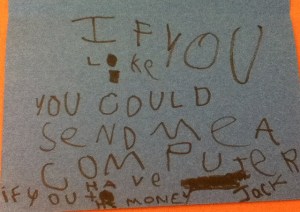 IF YOU
LiKe
YOU COULD
SeND Me A
COMPUTER
iF YOU HAve MONEY JACK